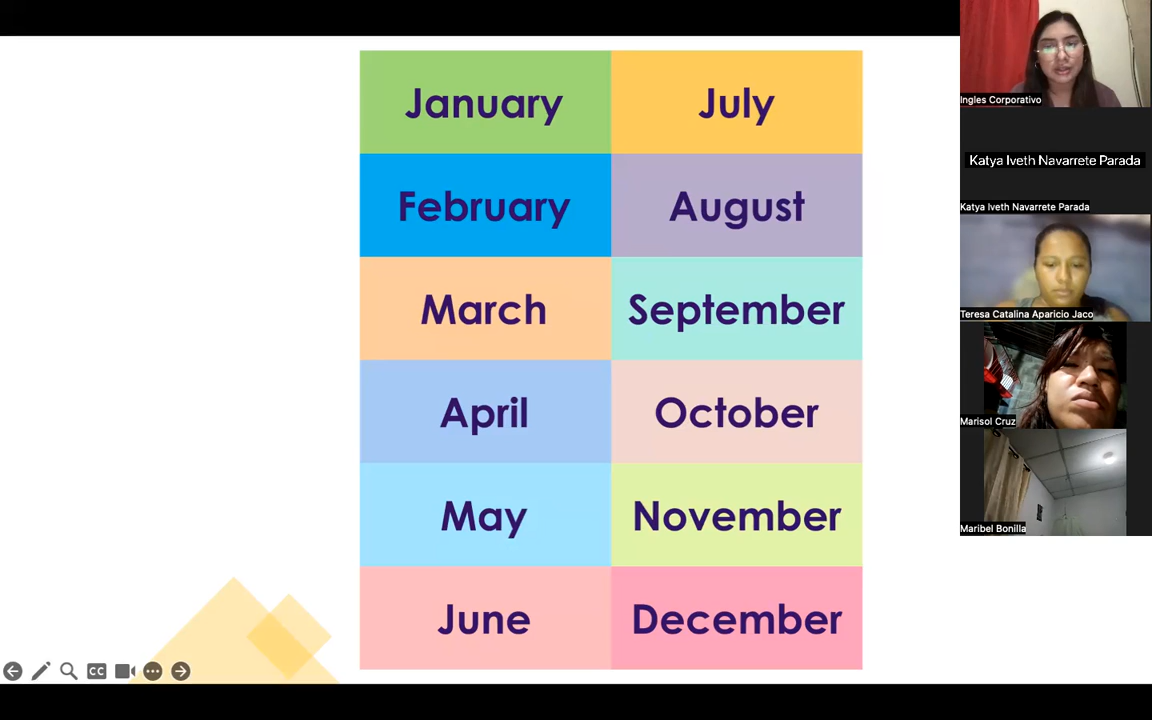 January
July
February
August
March
September
April
October
May
November
June
December
Ingles Corporativo
Katya Iveth Navarrete Parada
Katya Iveth Navarrete Parada
Teresa Catalina Aparicio Jaco
Marisol Cruz
Maribel Bonilla
CC